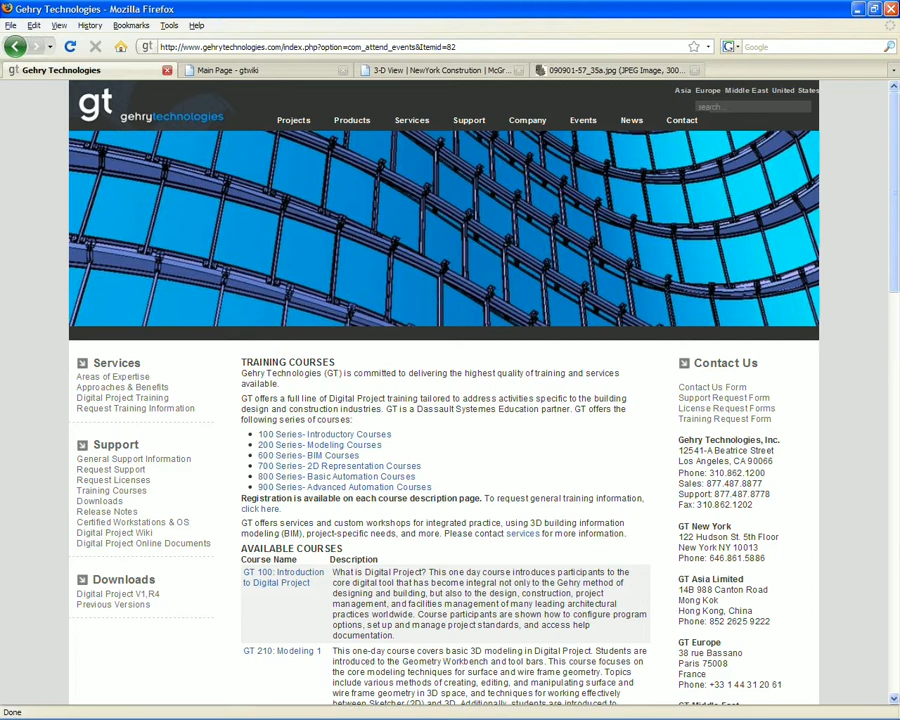 Gehry Technologies - Mozilla Firefox
File Edit View History Bookmarks Tools Help
gt http://www.gehrytechnologies.com/index.php?option=com_attend_events&Itemid=82
Google
gt Gehry Technologies
Main Page - gtwiki
3-D View | NewYork Constrution | McGr...
090901-57_35a.jpg (JPEG Image, 300...
Asia Europe Middle East United States
search...
gt gehrytechnologies
Projects Products Services Support Company Events News Contact
Services
Areas of Expertise
Approaches & Benefits
Digital Project Training
Request Training Information
Support
General Support Information
Request Support
Request Licenses
Training Courses
Downloads
Release Notes
Certified Workstations & OS
Digital Project Wiki
Digital Project Online Documents
Downloads
Digital Project V1,R4
Previous Versions
TRAINING COURSES
Gehry Technologies (GT) is committed to delivering the highest quality of training and services
available.
GT offers a full line of Digital Project training tailored to address activities specific to the building
design and construction industries. GT is a Dassault Systemes Education partner. GT offers the
following series of courses:
100 Series- Introductory Courses
200 Series- Modeling Courses
600 Series- BIM Courses
700 Series- 2D Representation Courses
800 Series- Basic Automation Courses
900 Series- Advanced Automation Courses
Registration is available on each course description page. To request general training information,
click here.
GT offers services and custom workshops for integrated practice, using 3D building information
modeling (BIM), project-specific needs, and more. Please contact services for more information.
AVAILABLE COURSES
Course Name Description
GT 100: Introduction
to Digital Project
What is Digital Project? This one day course introduces participants to the
core digital tool that has become integral not only to the Gehry method of
designing and building, but also to the design, construction, project
management, and facilities management of many leading architectural
practices worldwide. Course participants are shown how to configure program
options, set up and manage project standards, and access help
documentation.
GT 210: Modeling 1
This one-day course covers basic 3D modeling in Digital Project. Students are
introduced to the Geometry Workbench and tool bars. This course focuses on
the core modeling techniques for surface and wire frame geometry. Topics
include various methods of creating, editing, and manipulating surface and
wire frame geometry in 3D space, and techniques for working effectively
between Sketcher (2D) and 3D. Additionally, students are introduced to
Contact Us
Contact Us Form
Support Request Form
License Request Forms
Training Request Form
Gehry Technologies, Inc.
12541-A Beatrice Street
Los Angeles, CA 90066
Phone: 310.862.1200
Sales: 877.487.8877
Support: 877.487.8778
Fax: 310.862.1202
GT New York
122 Hudson St. 5th Floor
New York NY 10013
Phone: 646.861.5886
GT Asia Limited
14B 988 Canton Road
Mong Kok
Hong Kong, China
Phone: 852 2625 9222
GT Europe
38 rue Bassano
Paris 75008
France
Phone: +33 1 44 31 20 61
GT Middle East
Done